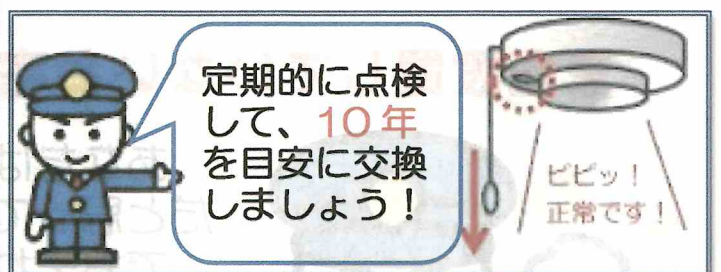 定期的に点検
して、10年
を目安に交換
しましょう！
ピピッ！
正常です！